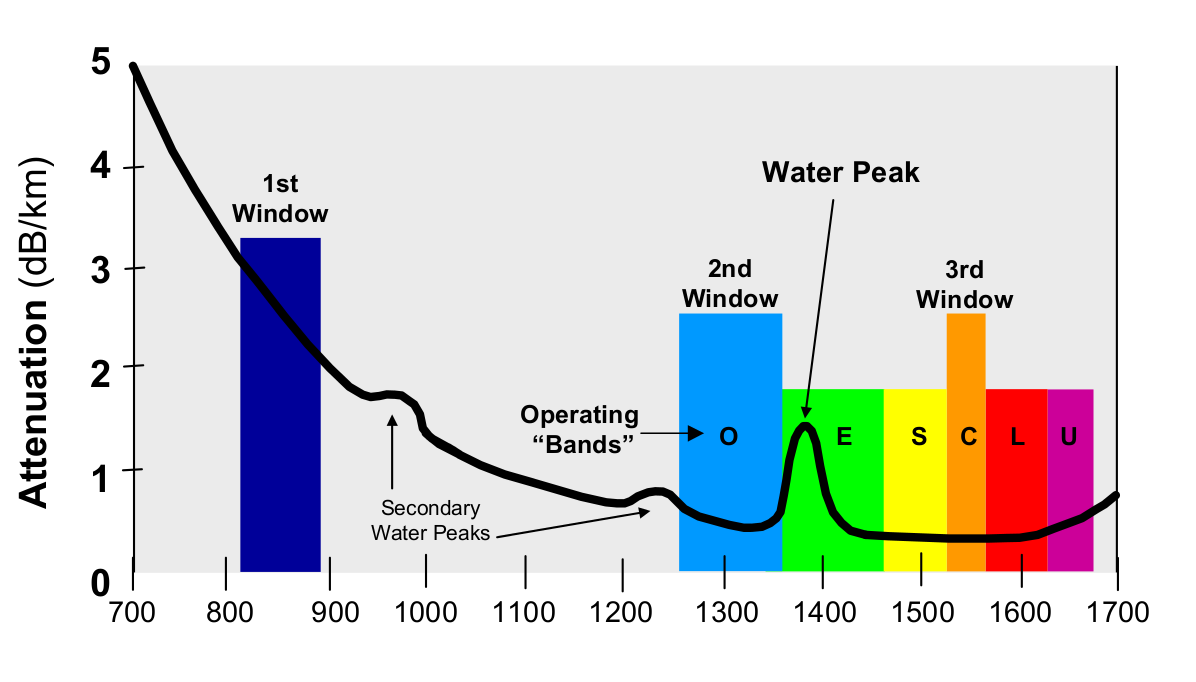 5
4
3
2
1
0
Attenuation (dB/km)
1st
Window
Water Peak
2nd
Window
3rd
Window
Operating
“Bands”
O
E
S
C
L
U
Secondary
Water Peaks
700 800 900 1000 1100 1200 1300 1400 1500 1600 1700